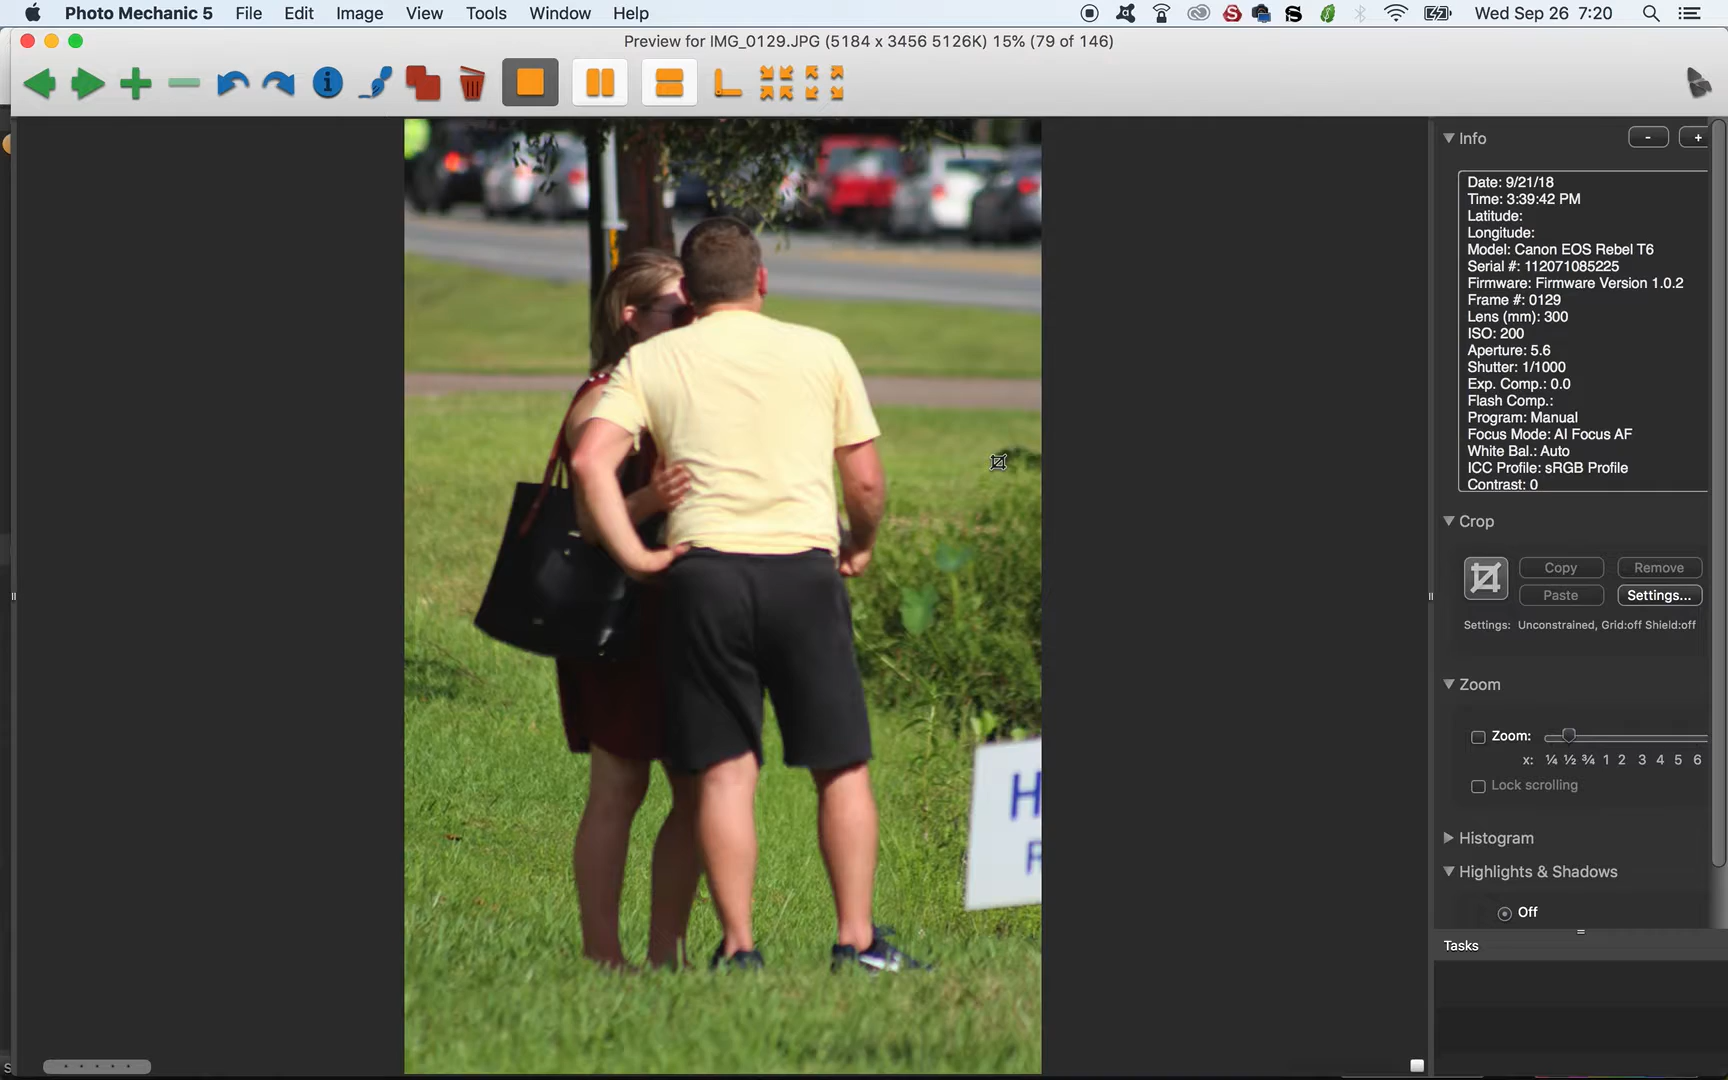 Photo Mechanic 5 File Edit Image View Tools Window Help Wed Sep 26 7:20
Preview for IMG_0129.JPG (5184 x 3456 5126K) 15% (79 of 146)
Info - +
Date: 9/21/18
Time: 3:39:42 PM
Latitude:
Longitude:
Model: Canon EOS Rebel T6
Serial #: 112071085225
Firmware: Firmware Version 1.0.2
Frame #: 0129
Lens (mm): 300
ISO: 200
Aperture: 5.6
Shutter: 1/1000
Exp. Comp.: 0.0
Flash Comp.:
Program: Manual
Focus Mode: AI Focus AF
White Bal.: Auto
ICC Profile: sRGB Profile
Contrast: 0
Crop
Copy Remove
Paste Settings...
Settings: Unconstrained, Grid:off Shield:off
Zoom
Zoom:
x: ¼ ½ ¾ 1 2 3 4 5 6
Lock scrolling
H
Histogram
Highlights & Shadows
Off
Tasks